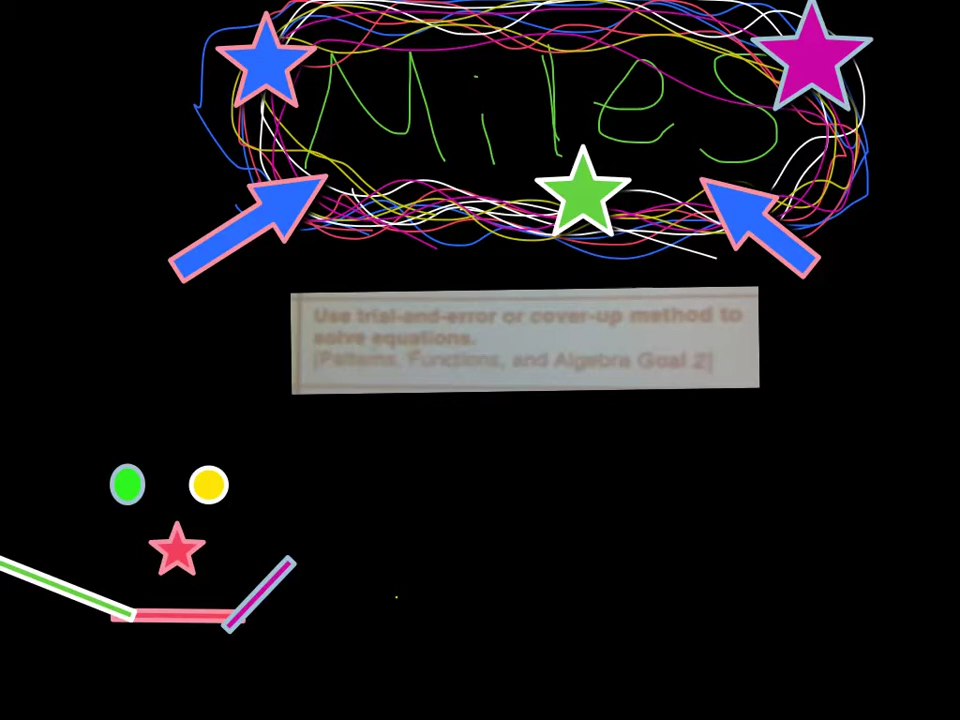 Miles
Use trial-and-error or cover-up method to
solve equations.
[Patterns, Functions, and Algebra Goal 2]